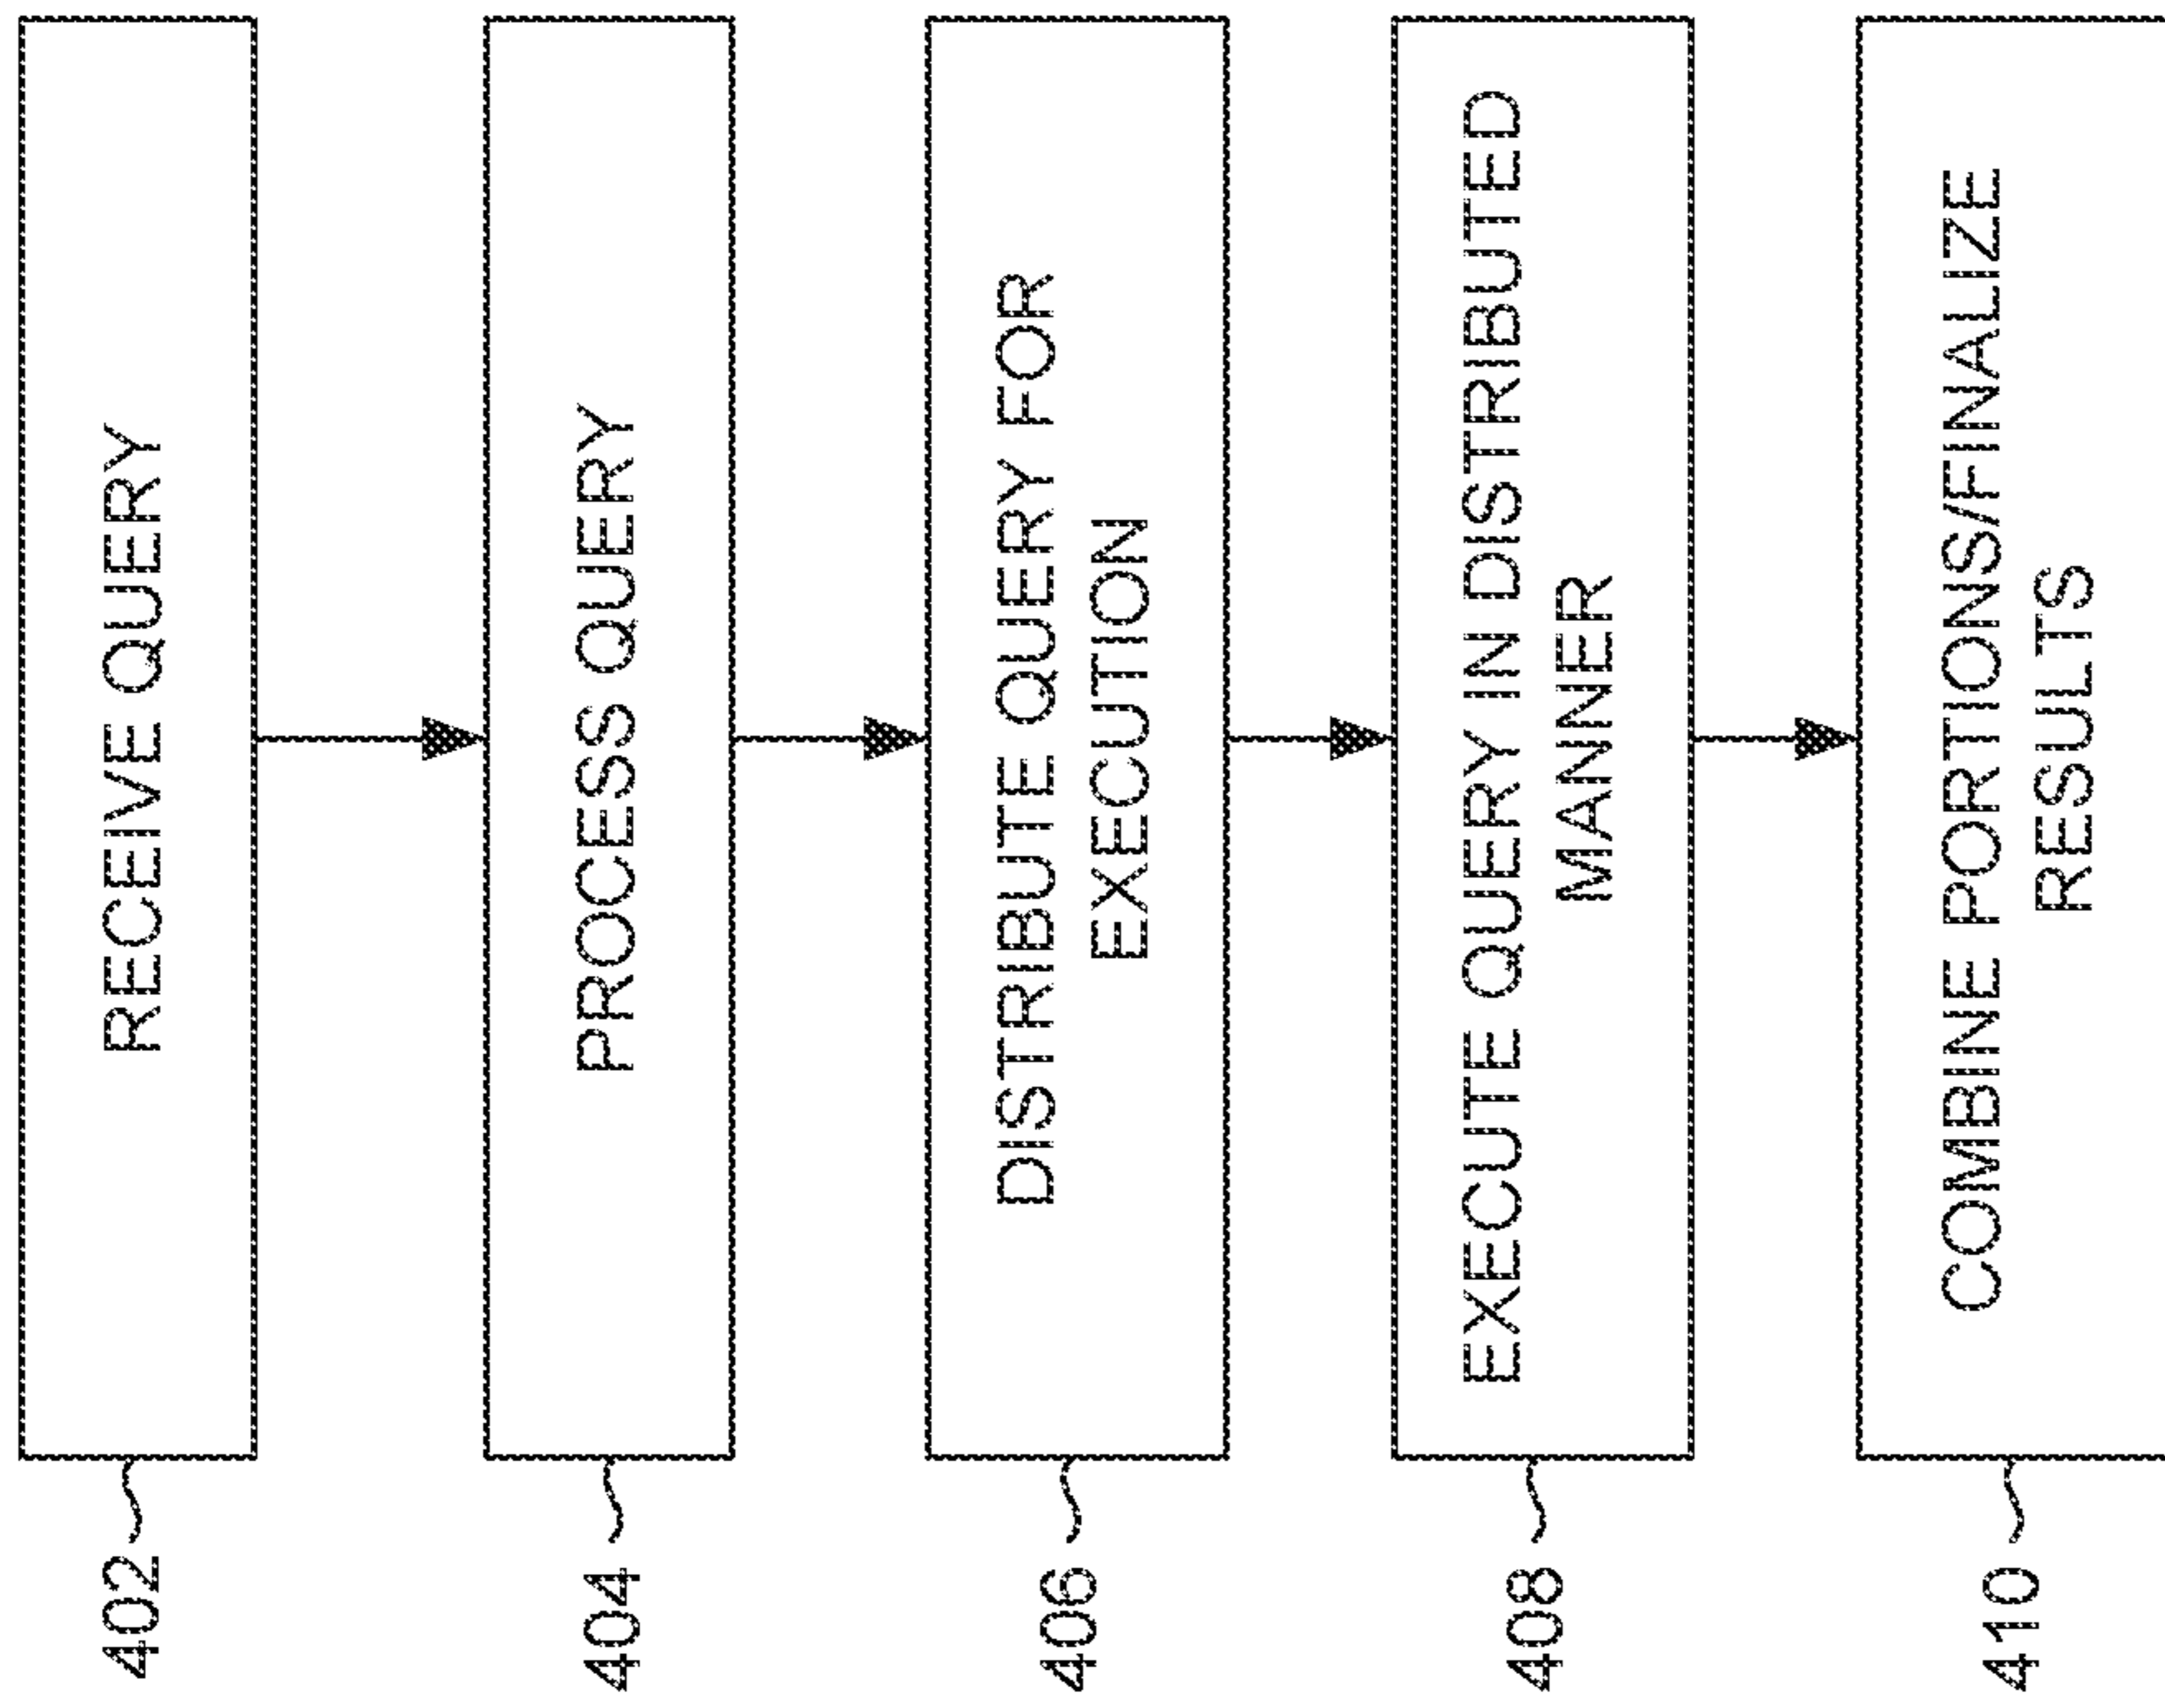 402
RECEIVE QUERY
404
PROCESS QUERY
406
DISTRIBUTE QUERY FOR
EXECUTION
408
EXECUTE QUERY IN DISTRIBUTED
MANNER
410
COMBINE PORTIONS/FINALIZE
RESULTS